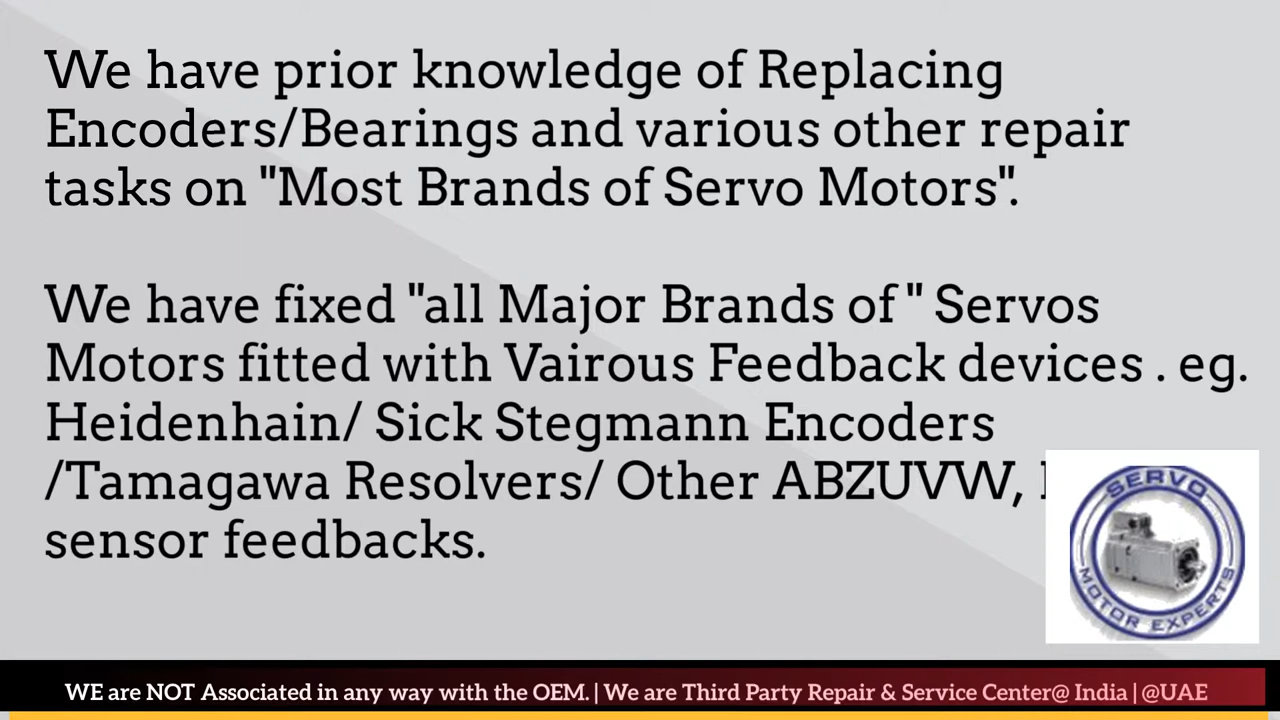 We have prior knowledge of Replacing
Encoders/Bearings and various other repair
tasks on "Most Brands of Servo Motors".
We have fixed "all Major Brands of " Servos
Motors fitted with Vairous Feedback devices . eg.
Heidenhain/ Sick Stegmann Encoders
/Tamagawa Resolvers/ Other ABZUVW,
sensor feedbacks.
SERVO
MOTOR EXPERTS
WE are NOT Associated in any way with the OEM. | We are Third Party Repair & Service Center@ India | @UAE